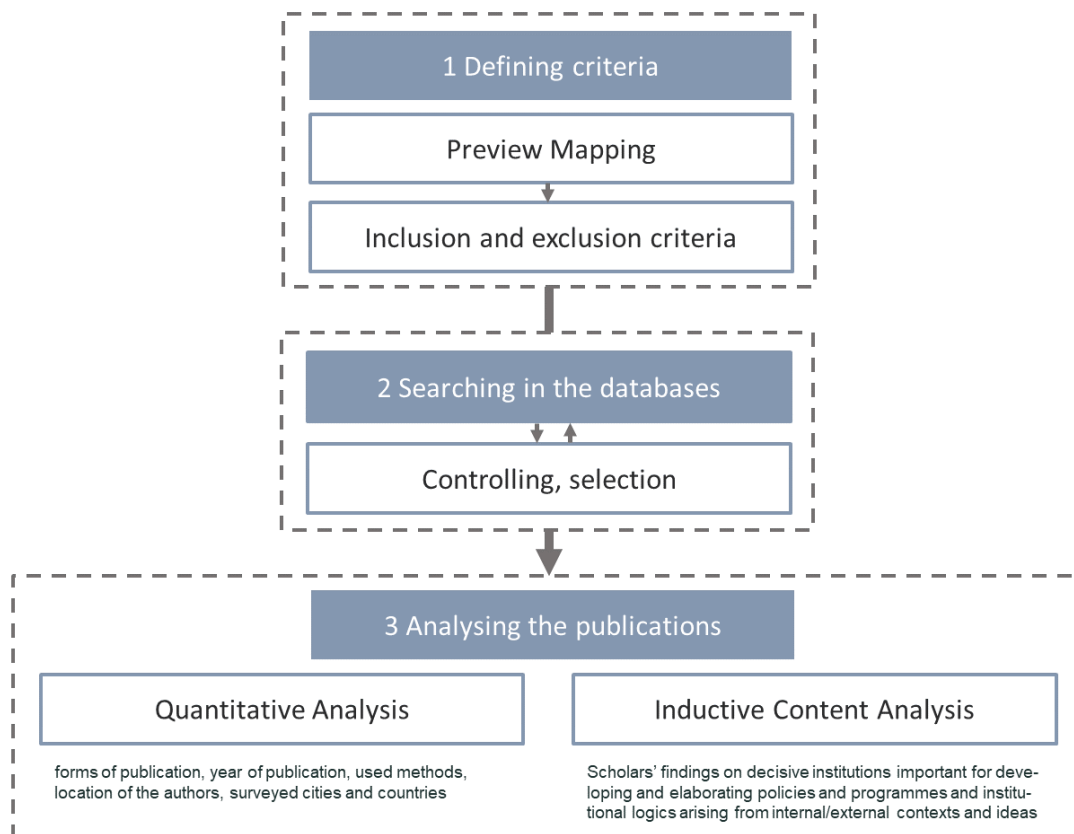 1 Defining criteria
Preview Mapping
Inclusion and exclusion criteria
2 Searching in the databases
Controlling, selection
3 Analysing the publications
Quantitative Analysis
forms of publication, year of publication, used methods,
location of the authors, surveyed cities and countries
Inductive Content Analysis
Scholars’ findings on decisive institutions important for deve-
loping and elaborating policies and programmes and institu-
tional logics arising from internal/external contexts and ideas